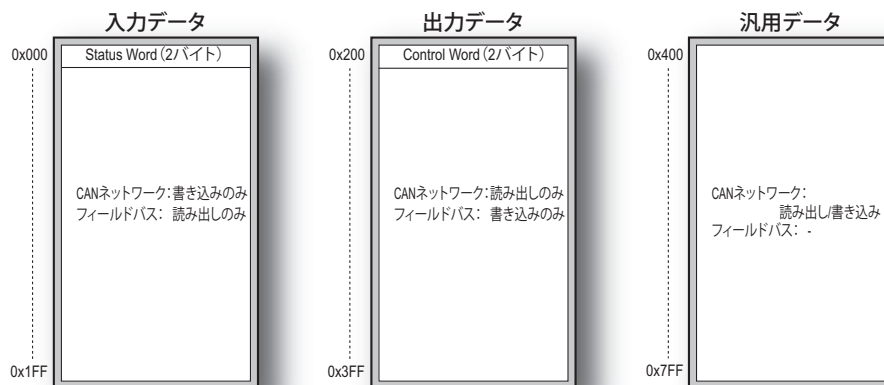 入力データ
0x000
Status Word（2バイト）
CANネットワーク：書き込みのみ
フィールドバス： 読み出しのみ
0x1FF
出力データ
0x200
Control Word（2バイト）
CANネットワーク：読み出しのみ
フィールドバス： 書き込みのみ
0x3FF
汎用データ
0x400
CANネットワーク：
読み出し/書き込み
フィールドバス： -
0x7FF